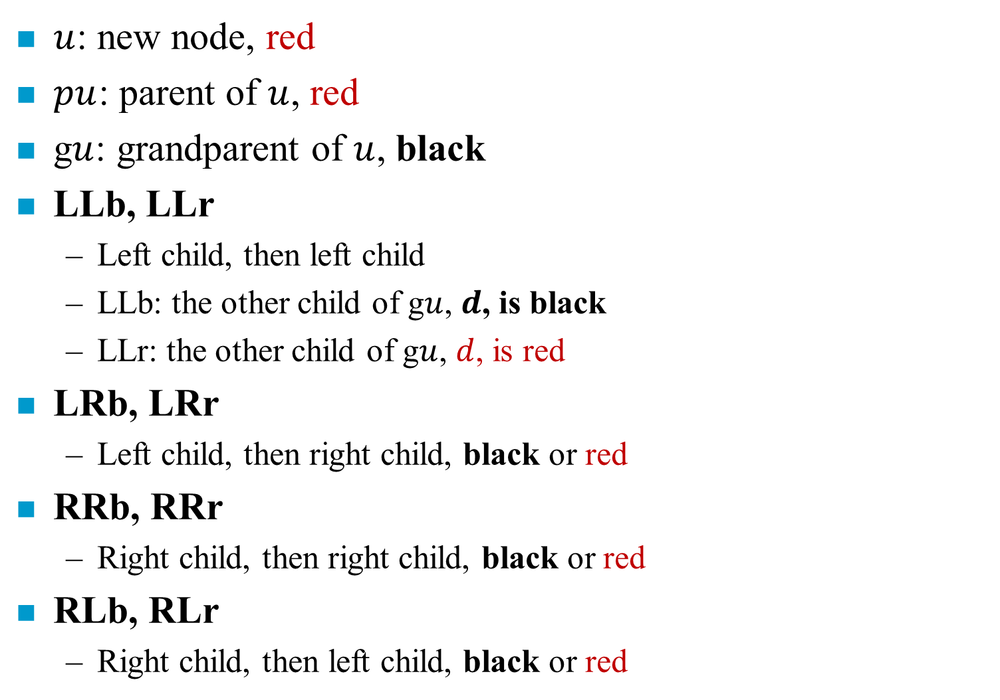 u: new node, red
pu: parent of u, red
gu: grandparent of u, black
LLb, LLr
– Left child, then left child
– LLb: the other child of gu, d, is black
– LLr: the other child of gu, d, is red
LRb, LRr
– Left child, then right child, black or red
RRb, RRr
– Right child, then right child, black or red
RLb, RLr
– Right child, then left child, black or red